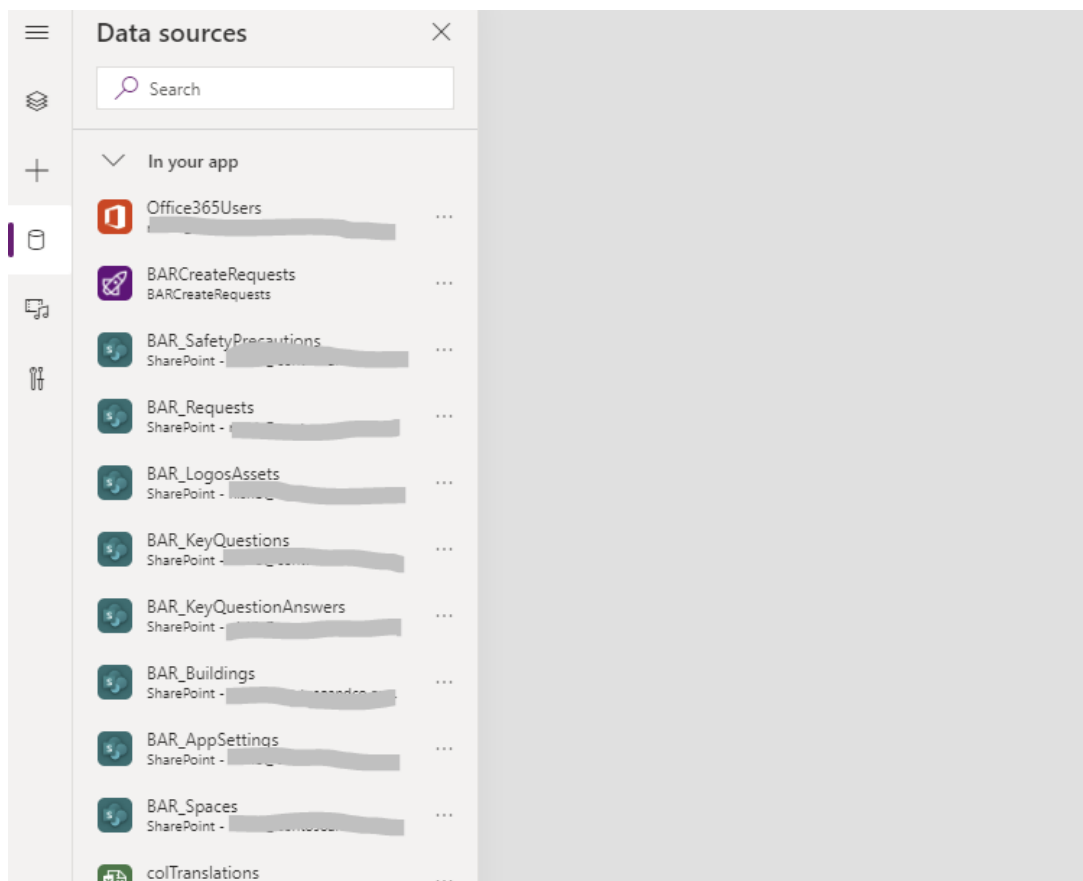 Data sources
Search
In your app
Office365Users
BARCreateRequests
BARCreateRequests
BAR_SafetyPrecautions
SharePoint -
BAR_Requests
SharePoint -
BAR_LogosAssets
SharePoint -
BAR_KeyQuestions
SharePoint -
BAR_KeyQuestionAnswers
SharePoint -
BAR_Buildings
SharePoint -
BAR_AppSettings
SharePoint -
BAR_Spaces
SharePoint -
colTranslations